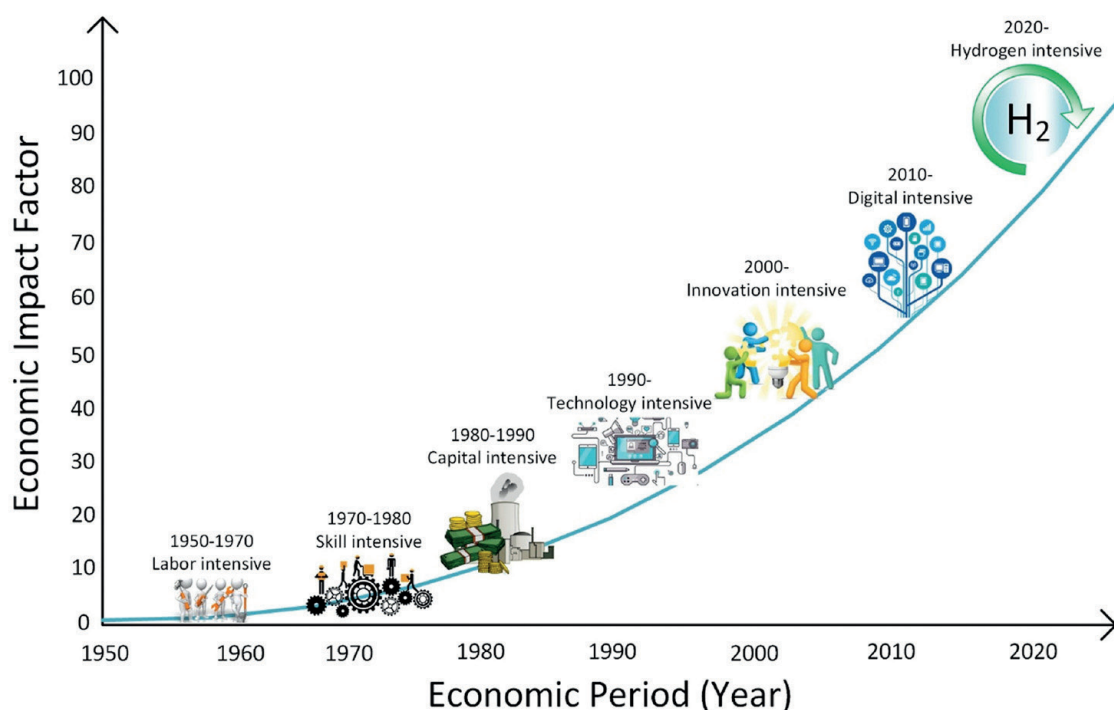 2020-
Hydrogen intensive
H₂
2010-
Digital intensive
2000-
Innovation intensive
1990-
Technology intensive
1980-1990
Capital intensive
1970-1980
Skill intensive
1950-1970
Labor intensive
Economic Impact Factor
100
90
80
70
60
50
40
30
20
10
0
1950
1960
1970
1980
1990
2000
2010
2020
Economic Period (Year)